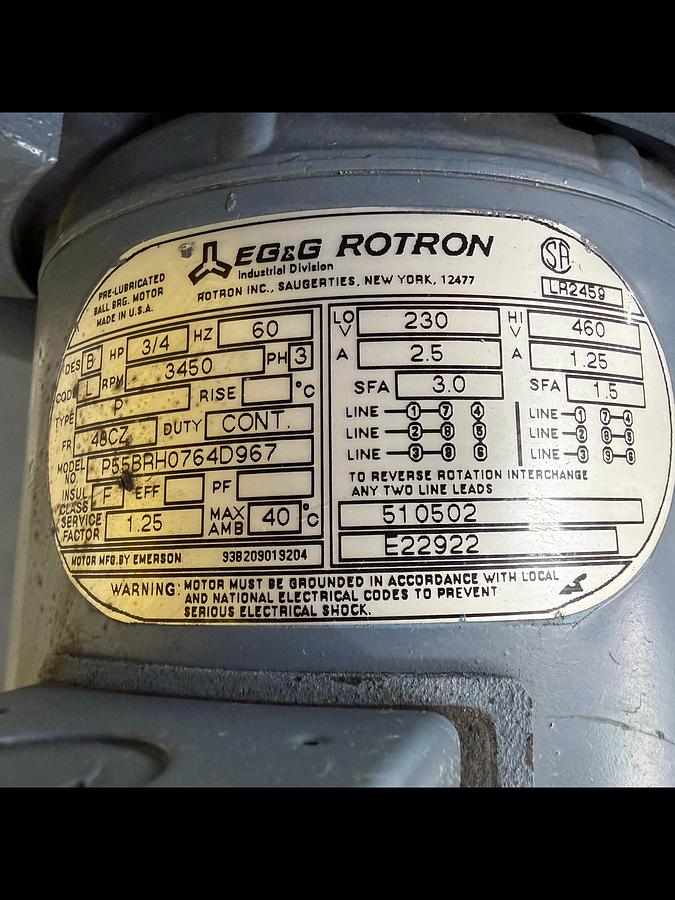 EG&G ROTRON
Industrial Division
ROTRON INC., SAUGERTIES, NEW YORK, 12477
PRE-LUBRICATED
BALL BRG. MOTOR
MADE IN U.S.A.
SA
LR2459
DES B HP 3/4 HZ 60
CODE L RPM 3450 PH 3
TYPE P RISE °C
FR 48CZ DUTY CONT.
MODEL NO. P55BRH0764D967
INSUL CLASS F EFF PF
SERVICE FACTOR 1.25 MAX AMB 40 °C
MOTOR MFG. BY EMERSON 93B209019204
LO V 230 HI V 460
A 2.5 A 1.25
SFA 3.0 SFA 1.5
LINE 1 7 4 LINE 1 7 4
LINE 2 8 5 LINE 2 8 5
LINE 3 9 6 LINE 3 9 6
TO REVERSE ROTATION INTERCHANGE
ANY TWO LINE LEADS
510502
E22922
WARNING: MOTOR MUST BE GROUNDED IN ACCORDANCE WITH LOCAL
AND NATIONAL ELECTRICAL CODES TO PREVENT
SERIOUS ELECTRICAL SHOCK.